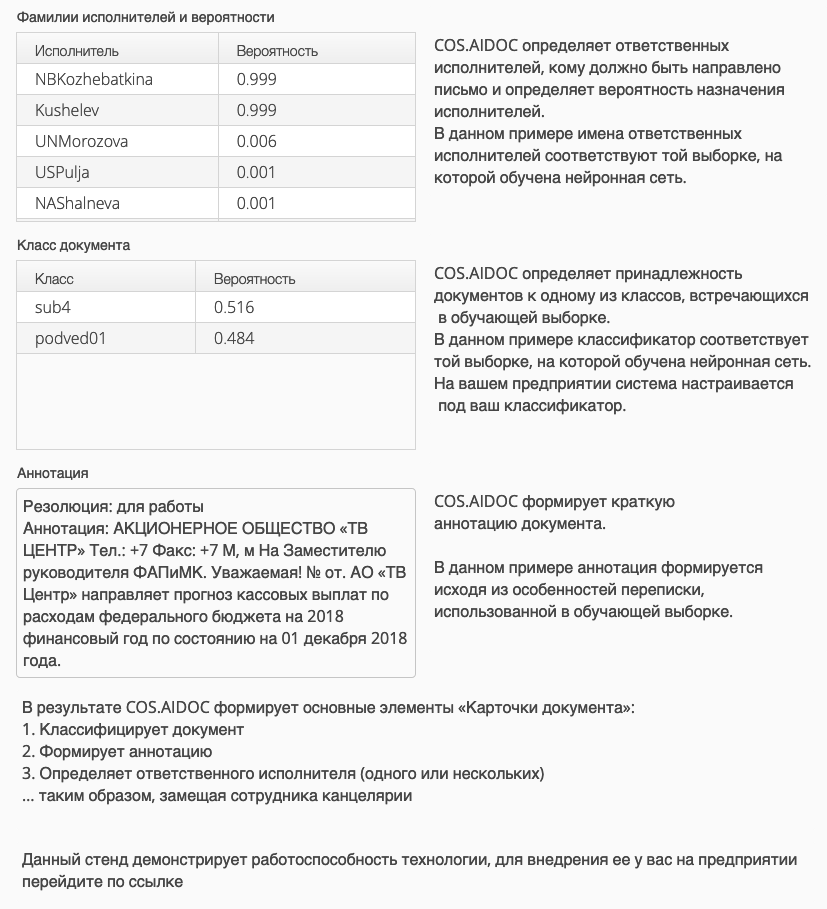 Фамилии исполнителей и вероятности
Исполнитель Вероятность
NBKozhebatkina 0.999
Kushelev 0.999
UNMorozova 0.006
USPulja 0.001
NAShalneva 0.001
COS.AIDOC определяет ответственных
исполнителей, кому должно быть направлено
письмо и определяет вероятность назначения
исполнителей.
В данном примере имена ответственных
исполнителей соответствуют той выборке, на
которой обучена нейронная сеть.
Класс документа
Класс Вероятность
sub4 0.516
podved01 0.484
COS.AIDOC определяет принадлежность
документов к одному из классов, встречающихся
в обучающей выборке.
В данном примере классификатор соответствует
той выборке, на которой обучена нейронная сеть.
На вашем предприятии система настраивается
под ваш классификатор.
Аннотация
Резолюция: для работы
Аннотация: АКЦИОНЕРНОЕ ОБЩЕСТВО «ТВ
ЦЕНТР» Тел.: +7 Факс: +7 М, м На Заместителю
руководителя ФАПиМК. Уважаемая! № от. АО «ТВ
Центр» направляет прогноз кассовых выплат по
расходам федерального бюджета на 2018
финансовый год по состоянию на 01 декабря 2018
года.
COS.AIDOC формирует краткую
аннотацию документа.
В данном примере аннотация формируется
исходя из особенностей переписки,
использованной в обучающей выборке.
В результате COS.AIDOC формирует основные элементы «Карточки документа»:
1. Классифицирует документ
2. Формирует аннотацию
3. Определяет ответственного исполнителя (одного или нескольких)
... таким образом, замещая сотрудника канцелярии
Данный стенд демонстрирует работоспособность технологии, для внедрения ее у вас на предприятии
перейдите по ссылке